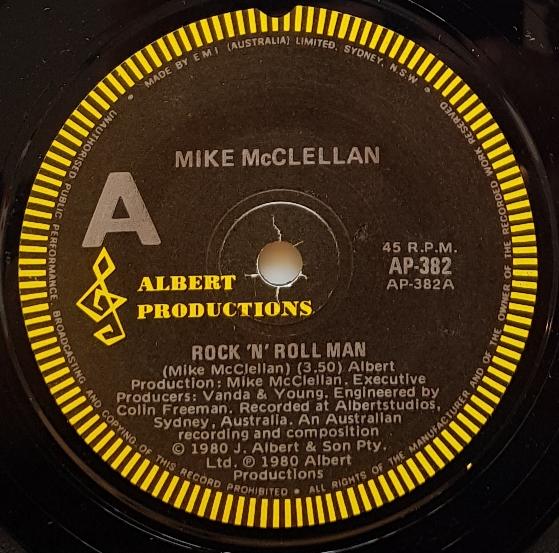 MADE BY E M I (AUSTRALIA) LIMITED, SYDNEY, N.S.W.
MIKE McCLELLAN
A
45 R.P.M.
AP-382
AP-382A
ALBERT
PRODUCTIONS
ROCK 'N' ROLL MAN
(Mike McClellan) (3.50) Albert
Production: Mike McClellan. Executive
Producers: Vanda & Young. Engineered by
Colin Freeman. Recorded at Albertstudios,
Sydney, Australia. An Australian
recording and composition
© 1980 J. Albert & Son Pty.
Ltd. ℗ 1980 Albert
Productions
UNAUTHORISED PUBLIC PERFORMANCE, BROADCASTING AND COPYING OF THIS RECORD PROHIBITED • ALL RIGHTS OF THE MANUFACTURER AND OF THE OWNER OF THE RECORDED WORK RESERVED